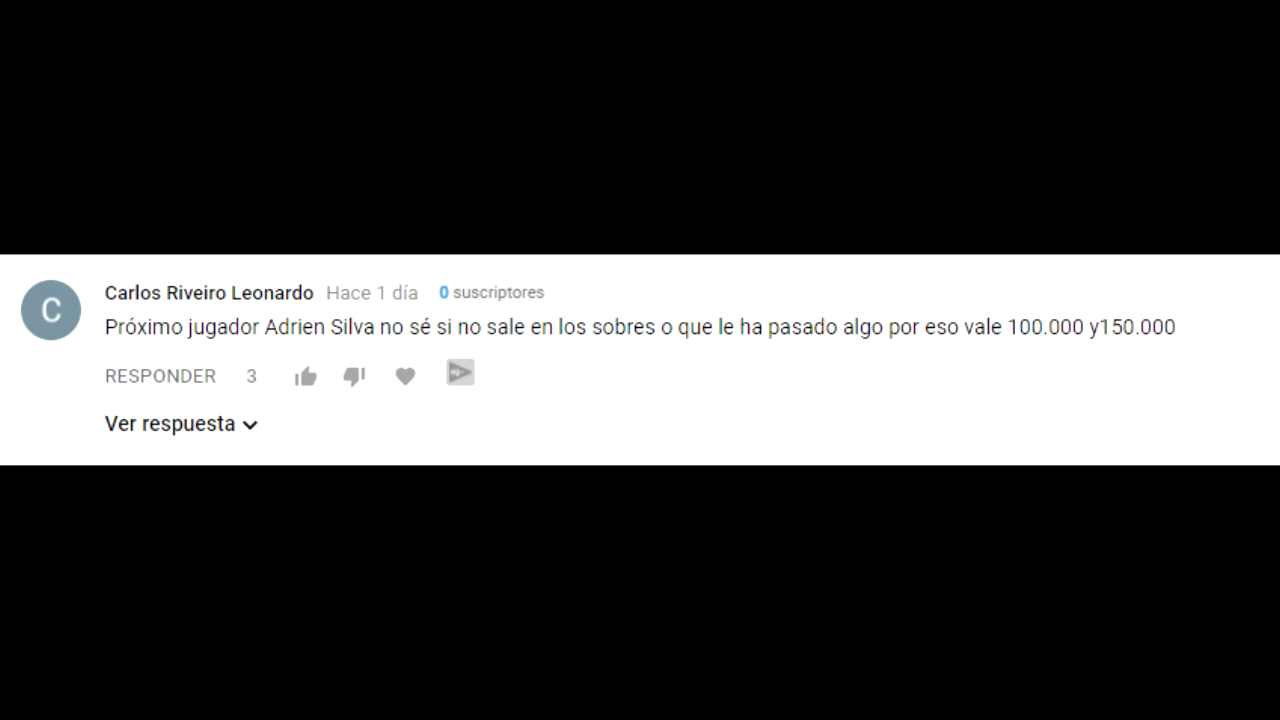 C
Carlos Riveiro Leonardo Hace 1 día 0 suscriptores
Próximo jugador Adrien Silva no sé si no sale en los sobres o que le ha pasado algo por eso vale 100.000 y150.000
RESPONDER 3
Ver respuesta